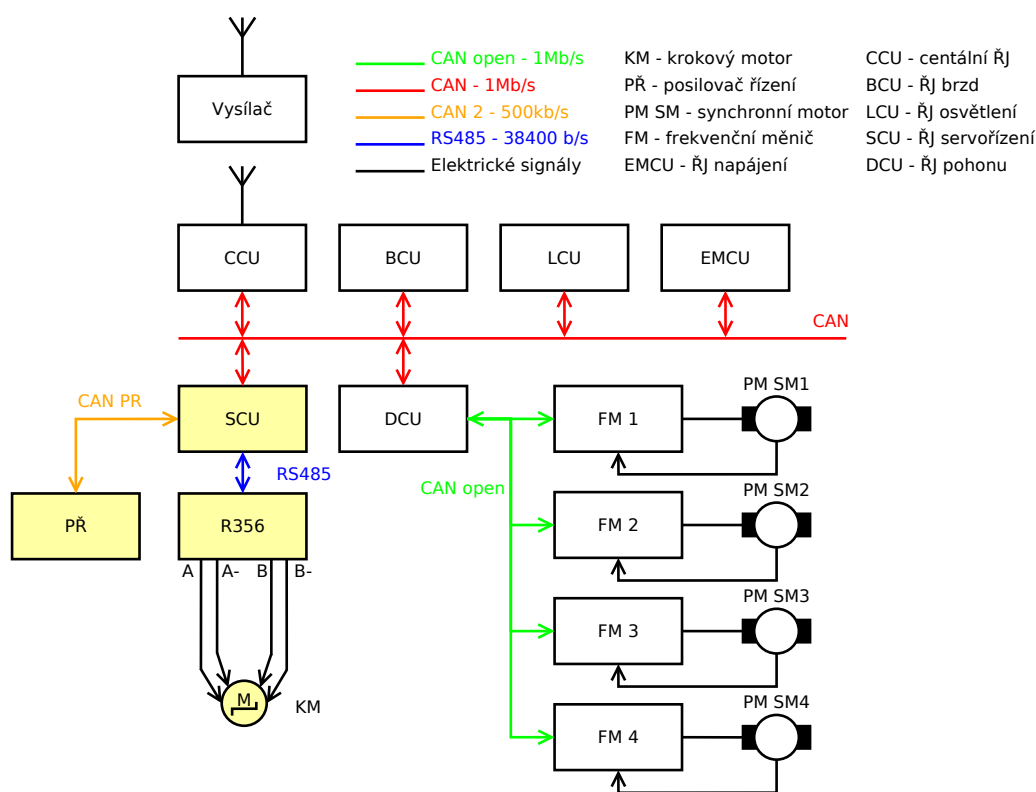 Vysílač
CAN open - 1Mb/s
CAN - 1Mb/s
CAN 2 - 500kb/s
RS485 - 38400 b/s
Elektrické signály
KM - krokový motor
PŘ - posilovač řízení
PM SM - synchronní motor
FM - frekvenční měnič
EMCU - ŘJ napájení
CCU - centální ŘJ
BCU - ŘJ brzd
LCU - ŘJ osvětlení
SCU - ŘJ servořízení
DCU - ŘJ pohonu
CCU
BCU
LCU
EMCU
CAN
CAN PR
SCU
DCU
FM 1
PM SM1
RS485
CAN open
PŘ
R356
FM 2
PM SM2
A
A-
B
B-
FM 3
PM SM3
M
KM
FM 4
PM SM4